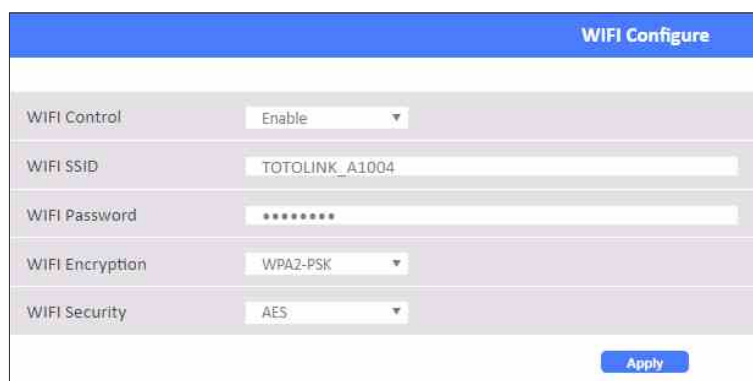 WIFI Configure
WIFI Control Enable
WIFI SSID TOTOLINK_A1004
WIFI Password ••••••••
WIFI Encryption WPA2-PSK
WIFI Security AES
Apply